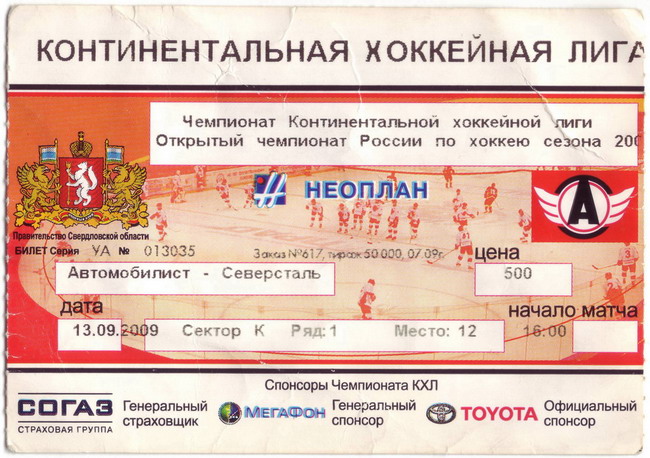 КОНТИНЕНТАЛЬНАЯ ХОККЕЙНАЯ ЛИГА
Чемпионат Континентальной хоккейной лиги
Открытый чемпионат России по хоккею сезона 200
НЕОПЛАН
А
Правительство Свердловской области
БИЛЕТ Серия УА № 013035
Заказ №617, тираж 50 000, 07.09г.
цена
Автомобилист - Северсталь
500
дата
начало матча
13.09.2009 Сектор К Ряд:1 Место: 12 16:00
Спонсоры Чемпионата КХЛ
СОГАЗ
СТРАХОВАЯ ГРУППА
Генеральный
страховщик
МЕГАФОН
Генеральный
спонсор
TOYOTA
Официальный
спонсор